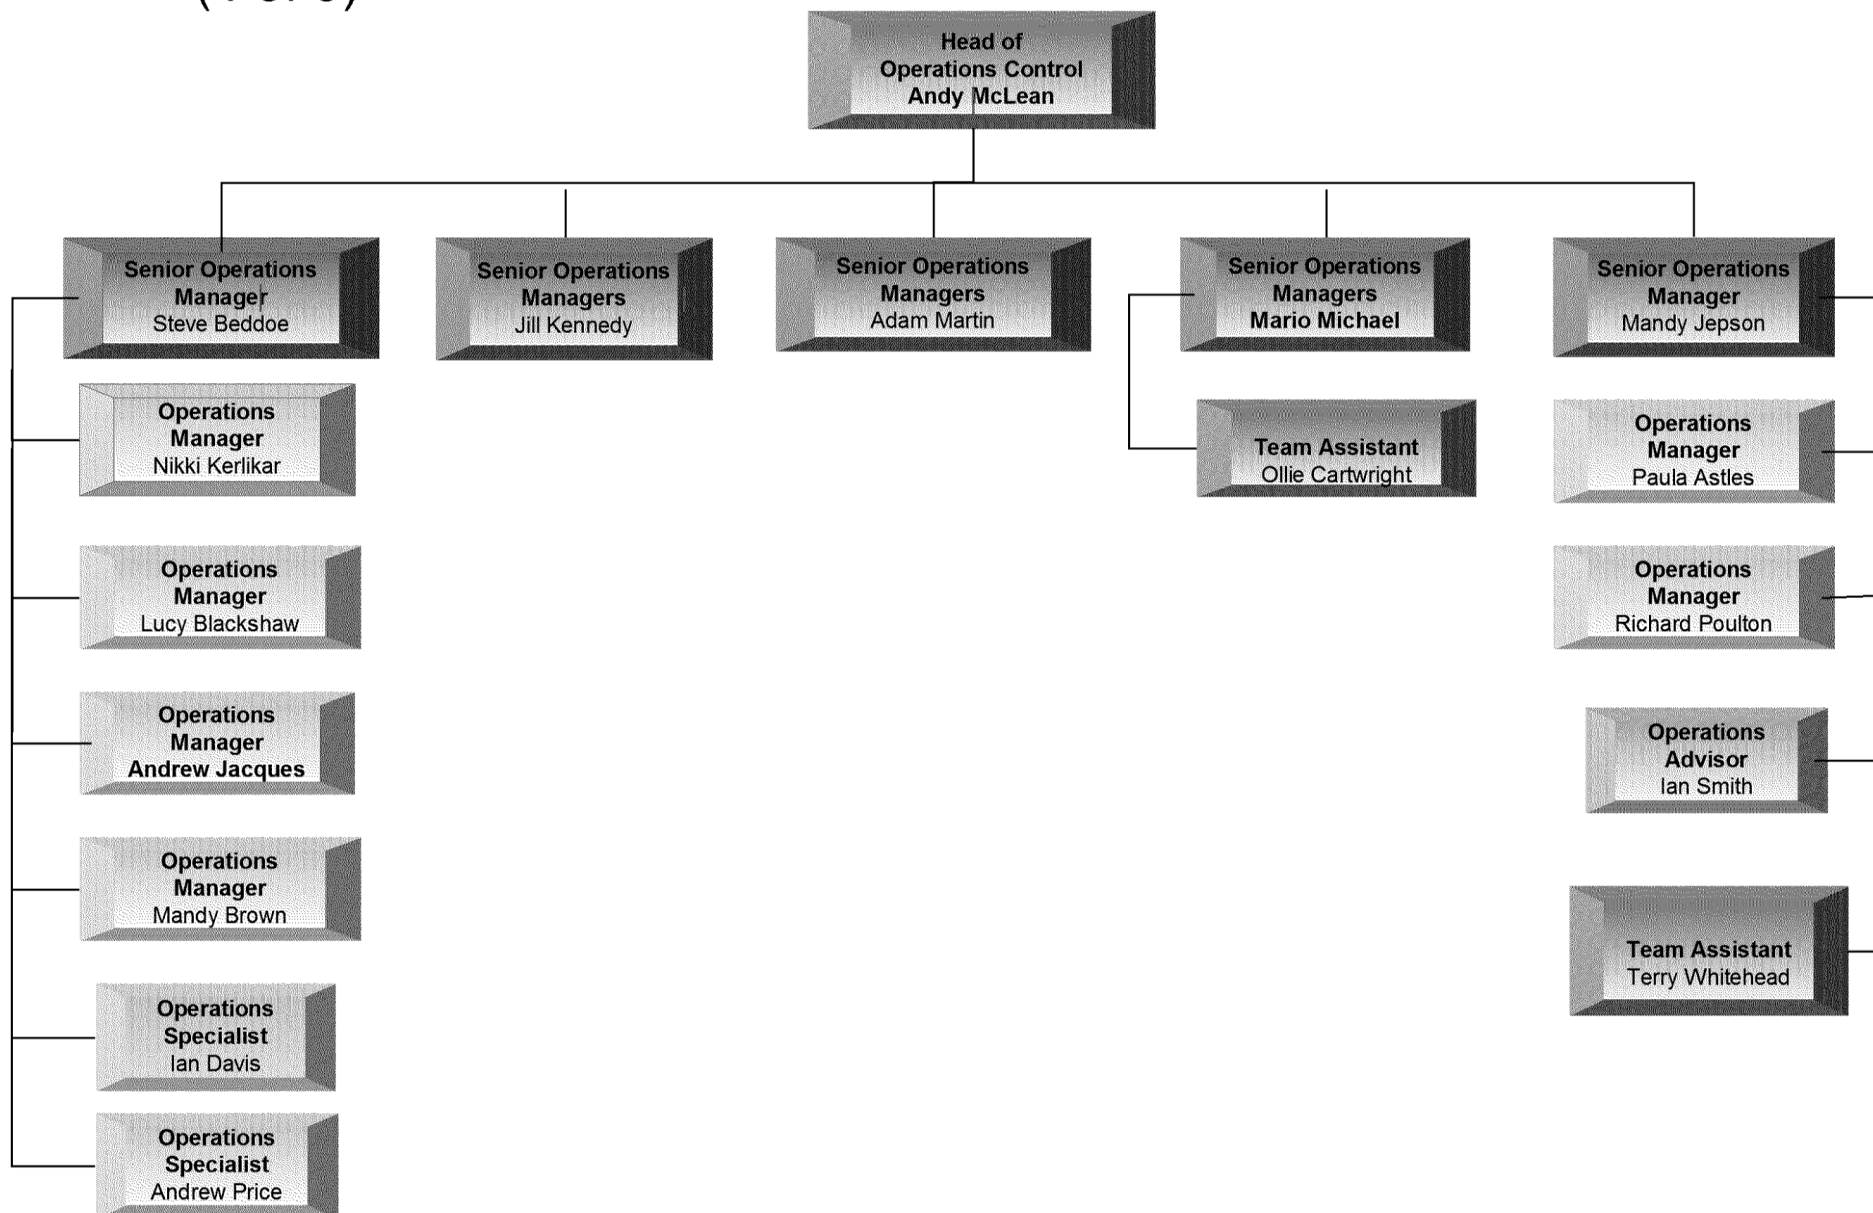 Head of
Operations Control
Andy McLean
Senior Operations
Manager
Steve Beddoe
Senior Operations
Managers
Jill Kennedy
Senior Operations
Managers
Adam Martin
Senior Operations
Managers
Mario Michael
Senior Operations
Manager
Mandy Jepson
Operations
Manager
Nikki Kerlikar
Team Assistant
Ollie Cartwright
Operations
Manager
Paula Astles
Operations
Manager
Lucy Blackshaw
Operations
Manager
Richard Poulton
Operations
Manager
Andrew Jacques
Operations
Advisor
Ian Smith
Operations
Manager
Mandy Brown
Team Assistant
Terry Whitehead
Operations
Specialist
Ian Davis
Operations
Specialist
Andrew Price